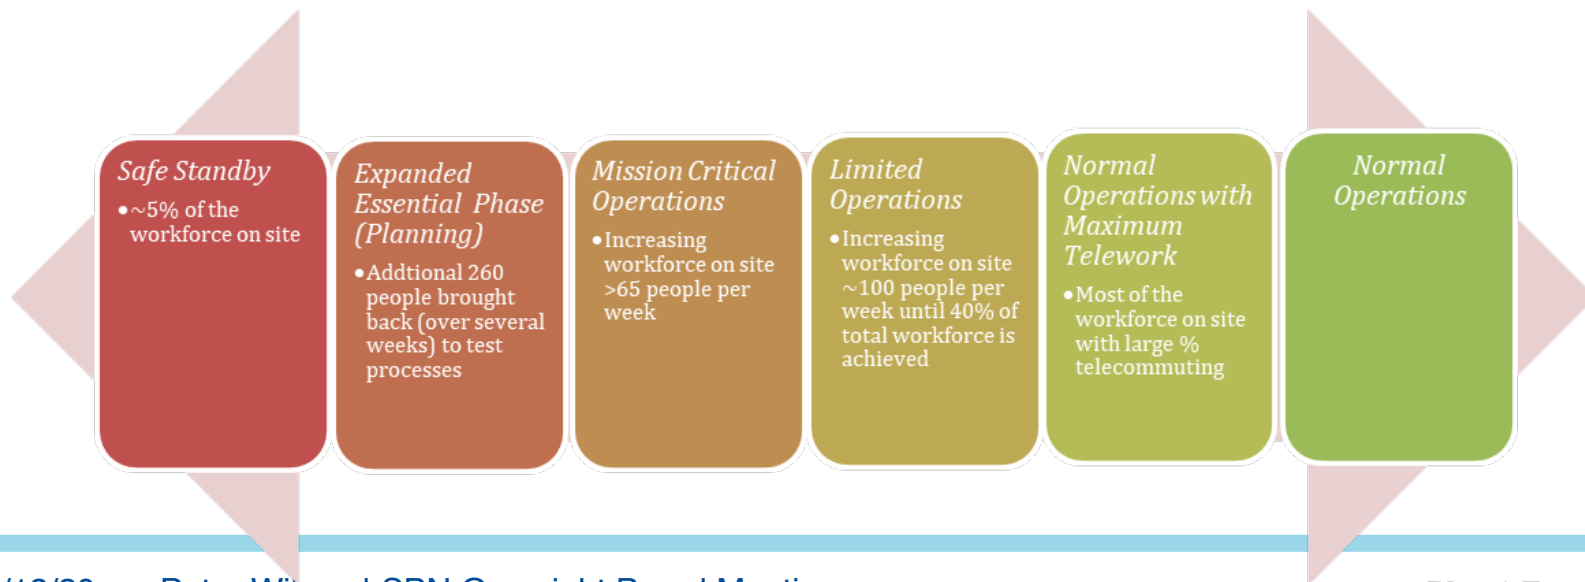 Safe Standby
•~5% of the
workforce on site
Expanded
Essential Phase
(Planning)
•Addtional 260
people brought
back (over several
weeks) to test
processes
Mission Critical
Operations
•Increasing
workforce on site
>65 people per
week
Limited
Operations
•Increasing
workforce on site
~100 people per
week until 40% of
total workforce is
achieved
Normal
Operations with
Maximum
Telework
•Most of the
workforce on site
with large %
telecommuting
Normal
Operations